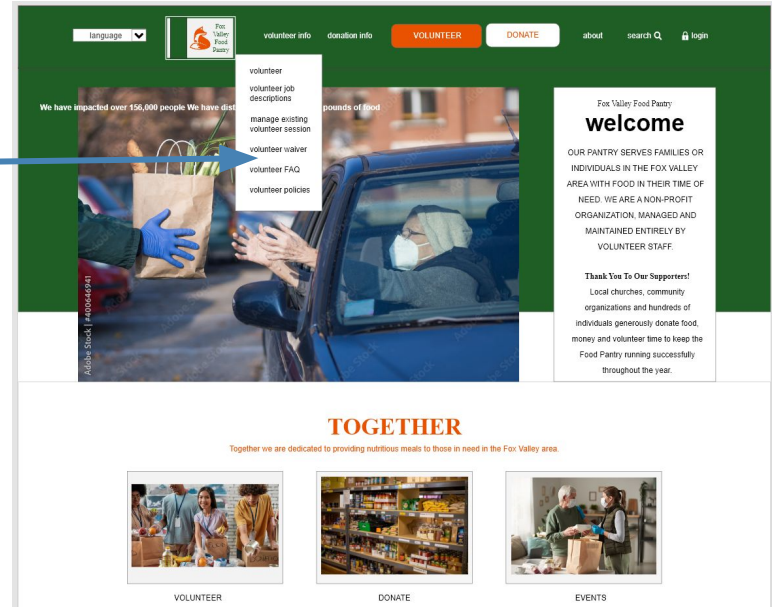 language
Fox
Valley
Food
Pantry
volunteer info
donation info
VOLUNTEER
DONATE
about
search
login
volunteer
volunteer job
descriptions
manage existing
volunteer session
volunteer waiver
volunteer FAQ
volunteer policies
We have impacted over 156,000 people We have dist
pounds of food
Adobe Stock | #400646941
Fox Valley Food Pantry
welcome
OUR PANTRY SERVES FAMILIES OR
INDIVIDUALS IN THE FOX VALLEY
AREA WITH FOOD IN THEIR TIME OF
NEED. WE ARE A NON-PROFIT
ORGANIZATION, MANAGED AND
MAINTAINED ENTIRELY BY
VOLUNTEER STAFF.
Thank You To Our Supporters!
Local churches, community
organizations and hundreds of
individuals generously donate food,
money and volunteer time to keep the
Food Pantry running successfully
throughout the year.
TOGETHER
Together we are dedicated to providing nutritious meals to those in need in the Fox Valley area.
VOLUNTEER
DONATE
EVENTS